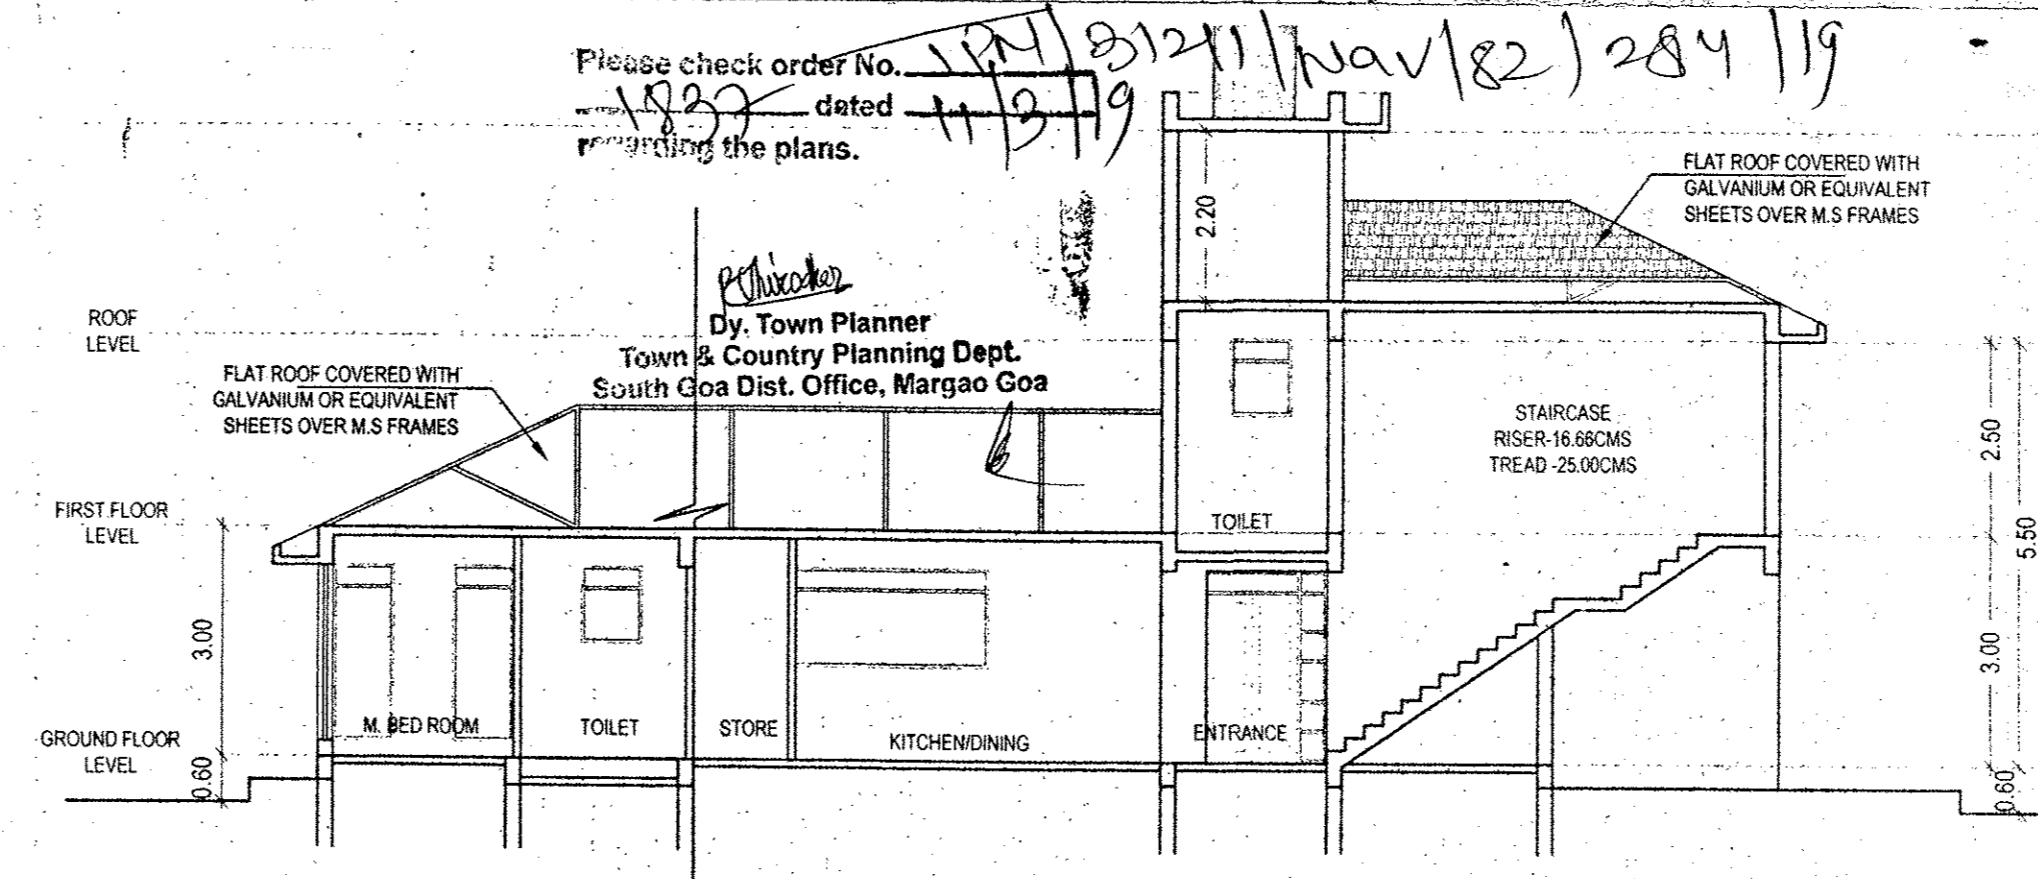 Please check order No. TPM/31211/Nav/82/284/19
1837 dated 11/3/19
regarding the plans.
FLAT ROOF COVERED WITH
GALVANIUM OR EQUIVALENT
SHEETS OVER M.S FRAMES
2.20
Dy. Town Planner
Town & Country Planning Dept.
South Goa Dist. Office, Margao Goa
ROOF
LEVEL
FLAT ROOF COVERED WITH
GALVANIUM OR EQUIVALENT
SHEETS OVER M.S FRAMES
STAIRCASE
RISER-16.66CMS
TREAD -25.00CMS
2.50
5.50
FIRST FLOOR
LEVEL
TOILET
3.00
3.00
M. BED ROOM
TOILET
STORE
KITCHEN/DINING
ENTRANCE
GROUND FLOOR
LEVEL
0.60
0.60